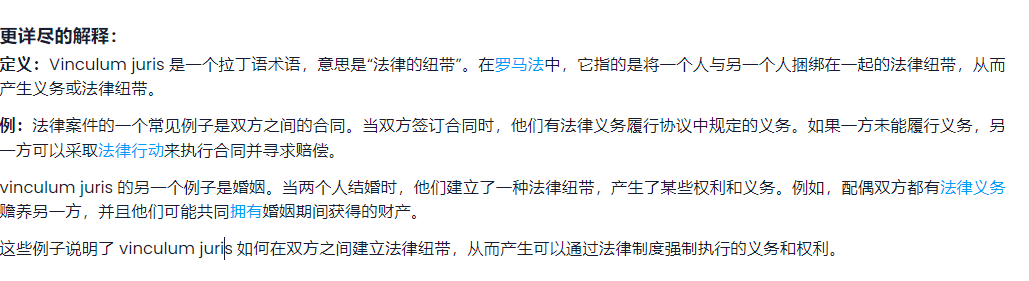 更详尽的解释：
定义：Vinculum juris 是一个拉丁语术语，意思是“法律的纽带”。在罗马法中，它指的是将一个人与另一个人捆绑在一起的法律纽带，从而
产生义务或法律纽带。
例：法律案件的一个常见例子是双方之间的合同。当双方签订合同时，他们有法律义务履行协议中规定的义务。如果一方未能履行义务，另
一方可以采取法律行动来执行合同并寻求赔偿。
vinculum juris 的另一个例子是婚姻。当两个人结婚时，他们建立了一种法律纽带，产生了某些权利和义务。例如，配偶双方都有法律义务
赡养另一方，并且他们可能共同拥有婚姻期间获得的财产。
这些例子说明了 vinculum juris 如何在双方之间建立法律纽带，从而产生可以通过法律制度强制执行的义务和权利。